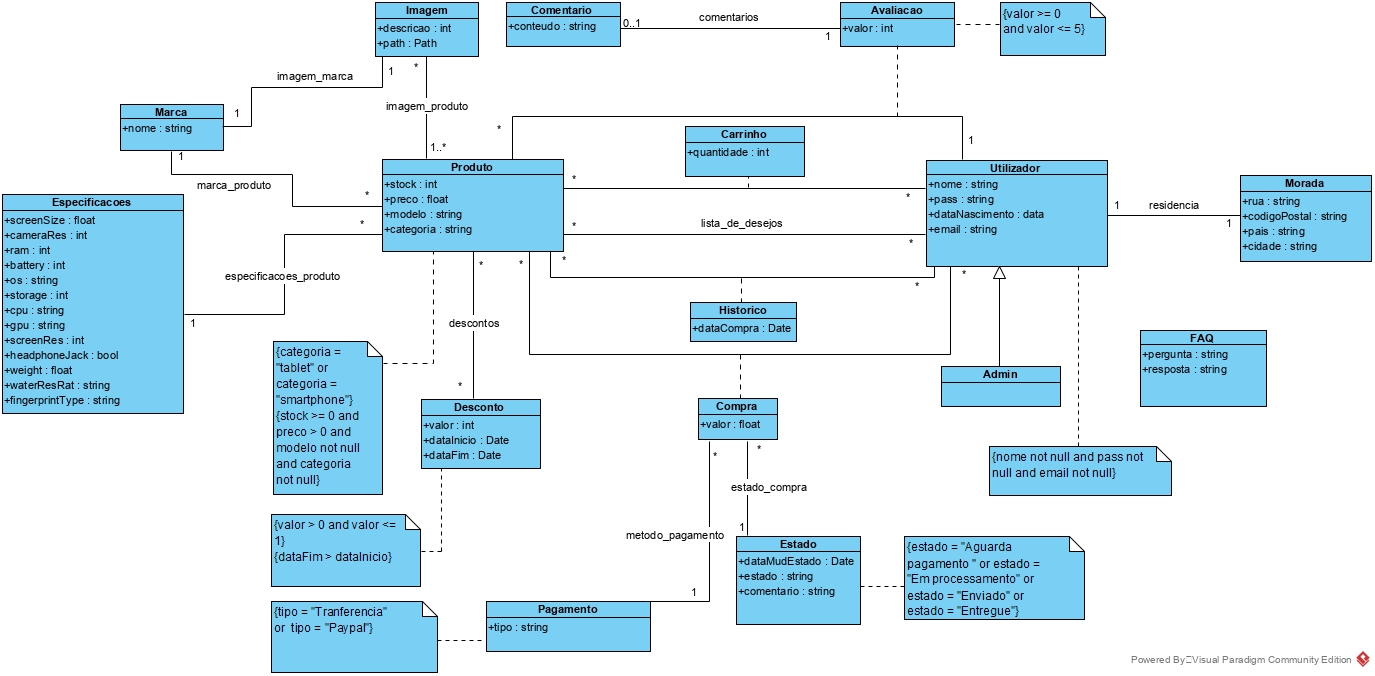 Imagem
+descricao : int
+path : Path
Comentario
+conteudo : string
0..1
comentarios
1
Avaliacao
+valor : int
{valor >= 0
and valor <= 5}
1
*
imagem_marca
imagem_produto
Marca
+nome : string
1
1
1..*
*
1
Carrinho
+quantidade : int
Produto
+stock : int
+preco : float
+modelo : string
+categoria : string
marca_produto
*
*
*
*
Utilizador
+nome : string
+pass : string
+dataNascimento : data
+email : string
1
residencia
1
Morada
+rua : string
+codigoPostal : string
+pais : string
+cidade : string
Especificacoes
+screenSize : float
+cameraRes : int
+ram : int
+battery : int
+os : string
+storage : int
+cpu : string
+gpu : string
+screenRes : int
+headphoneJack : bool
+weight : float
+waterResRat : string
+fingerprintType : string
especificacoes_produto
1
*
lista_de_desejos
*
*
*
*
*
*
Historico
+dataCompra : Date
descontos
*
{categoria =
"tablet" or
categoria =
"smartphone"}
{stock >= 0 and
preco > 0 and
modelo not null
and categoria
not null}
Desconto
+valor : int
+dataInicio : Date
+dataFim : Date
Compra
+valor : float
Admin
FAQ
+pergunta : string
+resposta : string
*
*
{nome not null and pass not
null and email not null}
estado_compra
metodo_pagamento
1
1
{valor > 0 and valor <=
1}
{dataFim > dataInicio}
Estado
+dataMudEstado : Date
+estado : string
+comentario : string
{estado = "Aguarda
pagamento " or estado =
"Em processamento" or
estado = "Enviado" or
estado = "Entregue"}
{tipo = "Tranferencia"
or tipo = "Paypal"}
Pagamento
+tipo : string
Powered By Visual Paradigm Community Edition